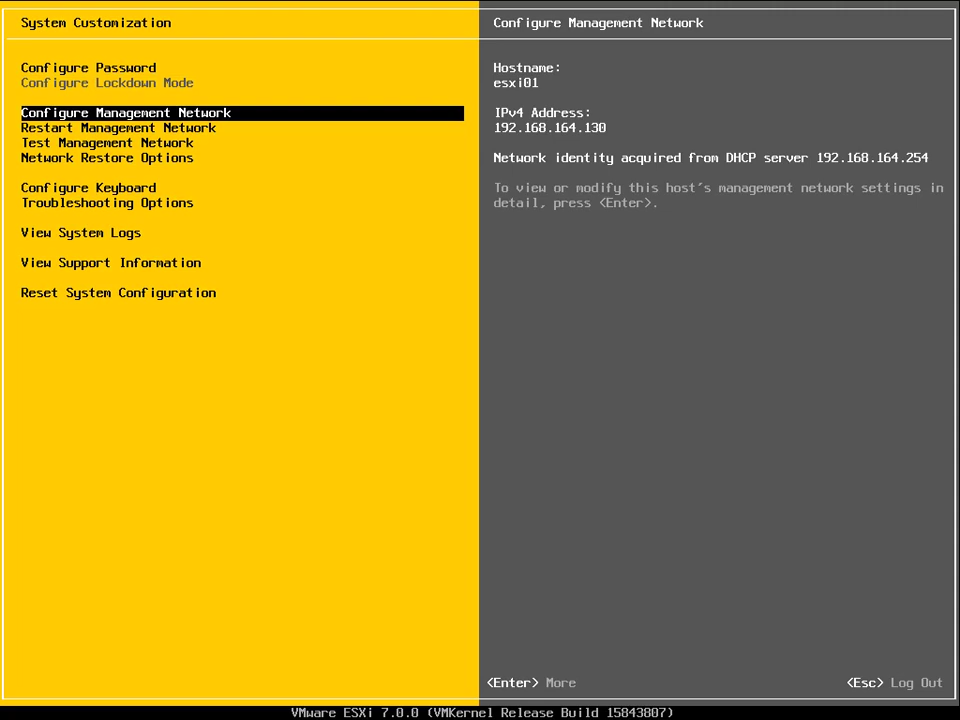 System Customization
Configure Password
Configure Lockdown Mode
Configure Management Network
Restart Management Network
Test Management Network
Network Restore Options
Configure Keyboard
Troubleshooting Options
View System Logs
View Support Information
Reset System Configuration
Configure Management Network
Hostname:
esxi01
IPv4 Address:
192.168.164.130
Network identity acquired from DHCP server 192.168.164.254
To view or modify this host's management network settings in
detail, press <Enter>.
<Enter> More
<Esc> Log Out
VMware ESXi 7.0.0 (VMKernel Release Build 15843807)